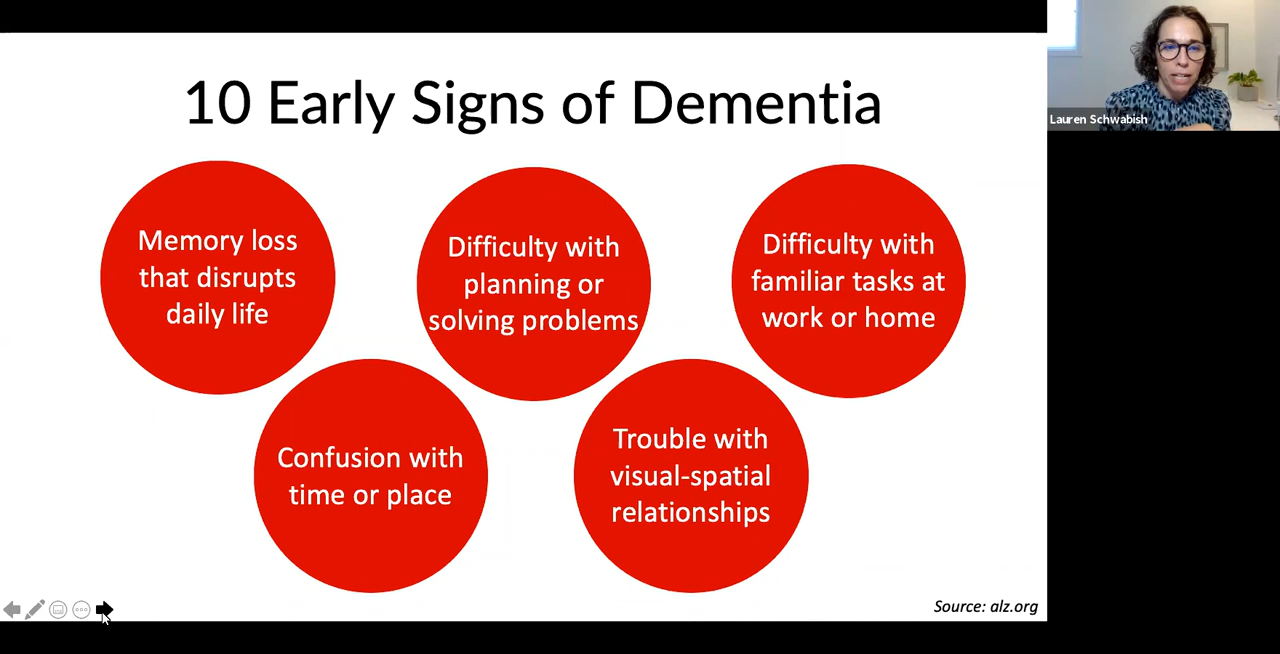 10 Early Signs of Dementia
Memory loss
that disrupts
daily life
Difficulty with
planning or
solving problems
Difficulty with
familiar tasks at
work or home
Confusion with
time or place
Trouble with
visual-spatial
relationships
Source: alz.org
Lauren Schwabish